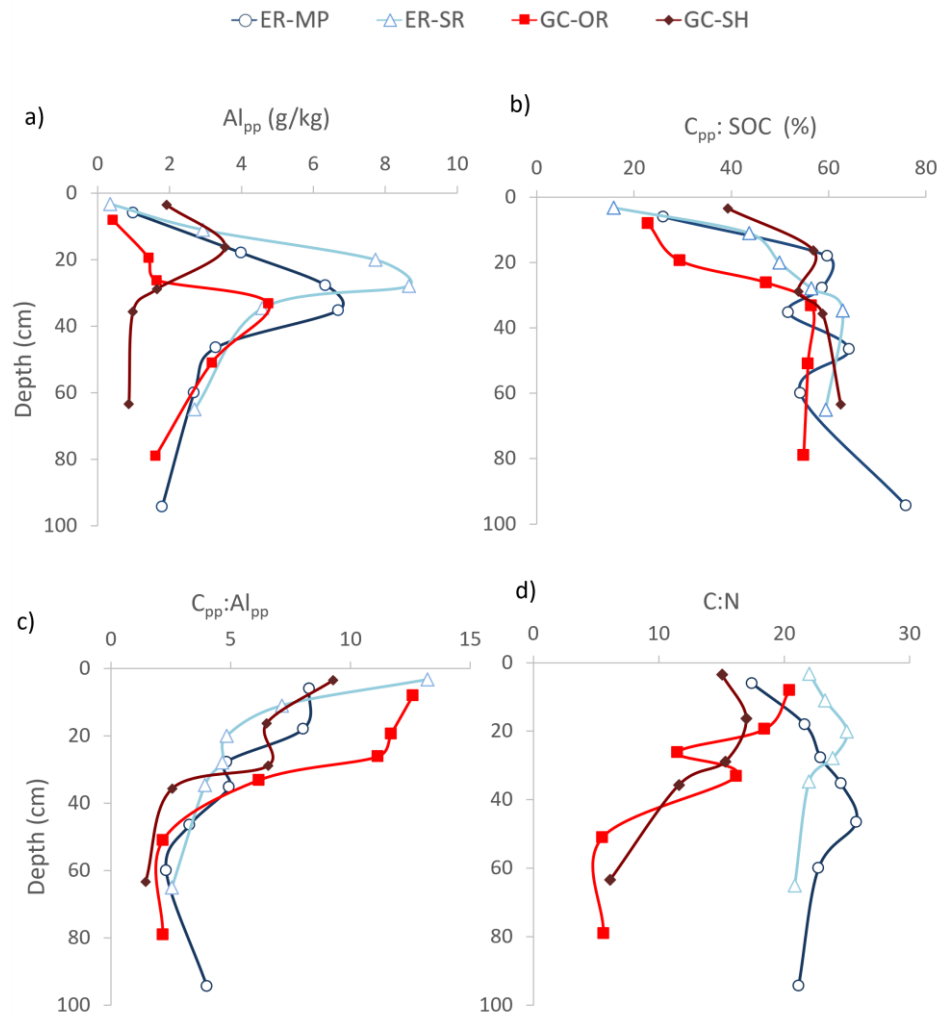 ER-MP ER-SR GC-OR GC-SH
a) Alpp (g/kg)
0 2 4 6 8 10
0
20
40
60
80
100
Depth (cm)
b) Cpp: SOC (%)
0 20 40 60 80
0
20
40
60
80
100
c) Cpp:Alpp
0 5 10 15
0
20
40
60
80
100
Depth (cm)
d) C:N
0 10 20 30
0
20
40
60
80
100